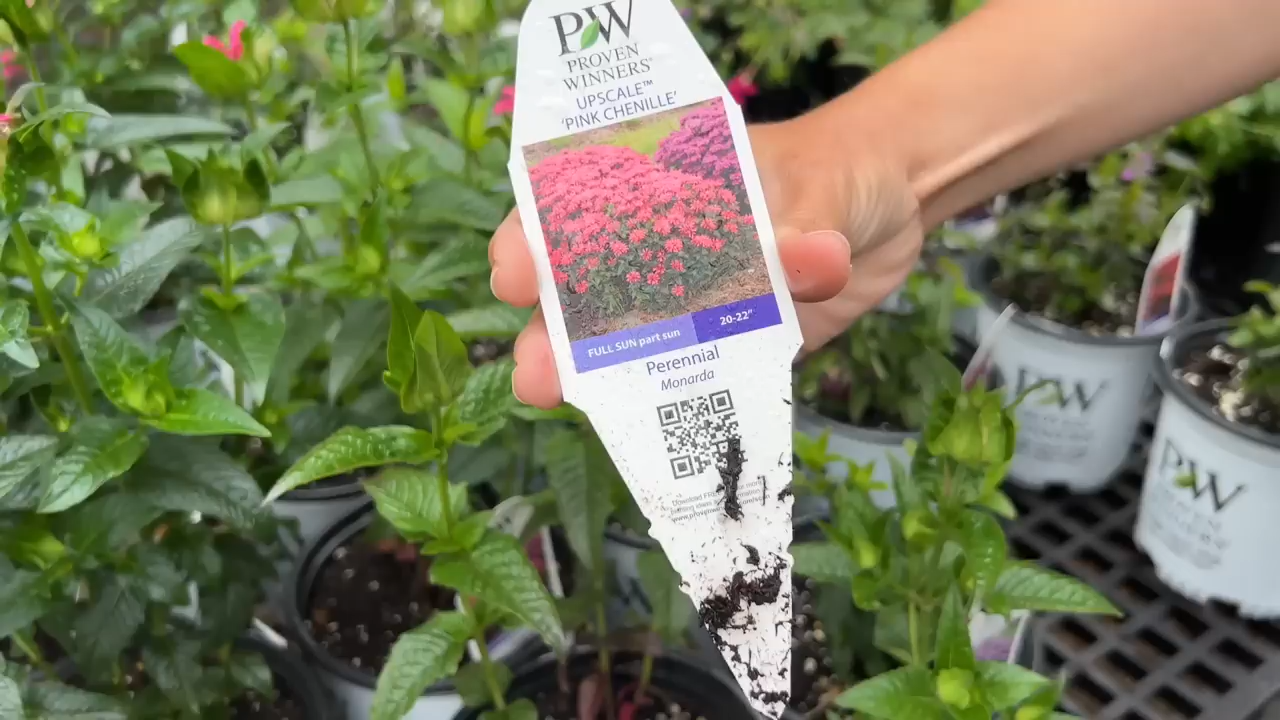 PW
PROVEN
WINNERS®
UPSCALE™
'PINK CHENILLE'
FULL SUN part sun
20-22"
Perennial
Monarda
PW
PW